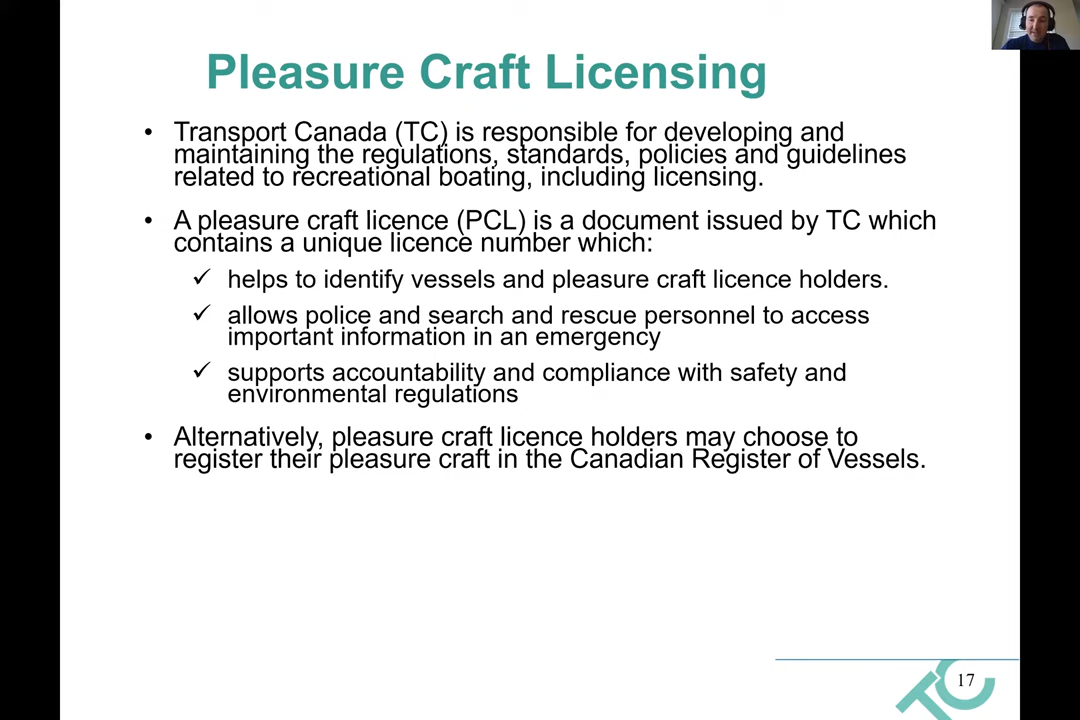 Pleasure Craft Licensing
• Transport Canada (TC) is responsible for developing and
maintaining the regulations, standards, policies and guidelines
related to recreational boating, including licensing.
• A pleasure craft licence (PCL) is a document issued by TC which
contains a unique licence number which:
✓ helps to identify vessels and pleasure craft licence holders.
✓ allows police and search and rescue personnel to access
important information in an emergency
✓ supports accountability and compliance with safety and
environmental regulations
• Alternatively, pleasure craft licence holders may choose to
register their pleasure craft in the Canadian Register of Vessels.
TC
17